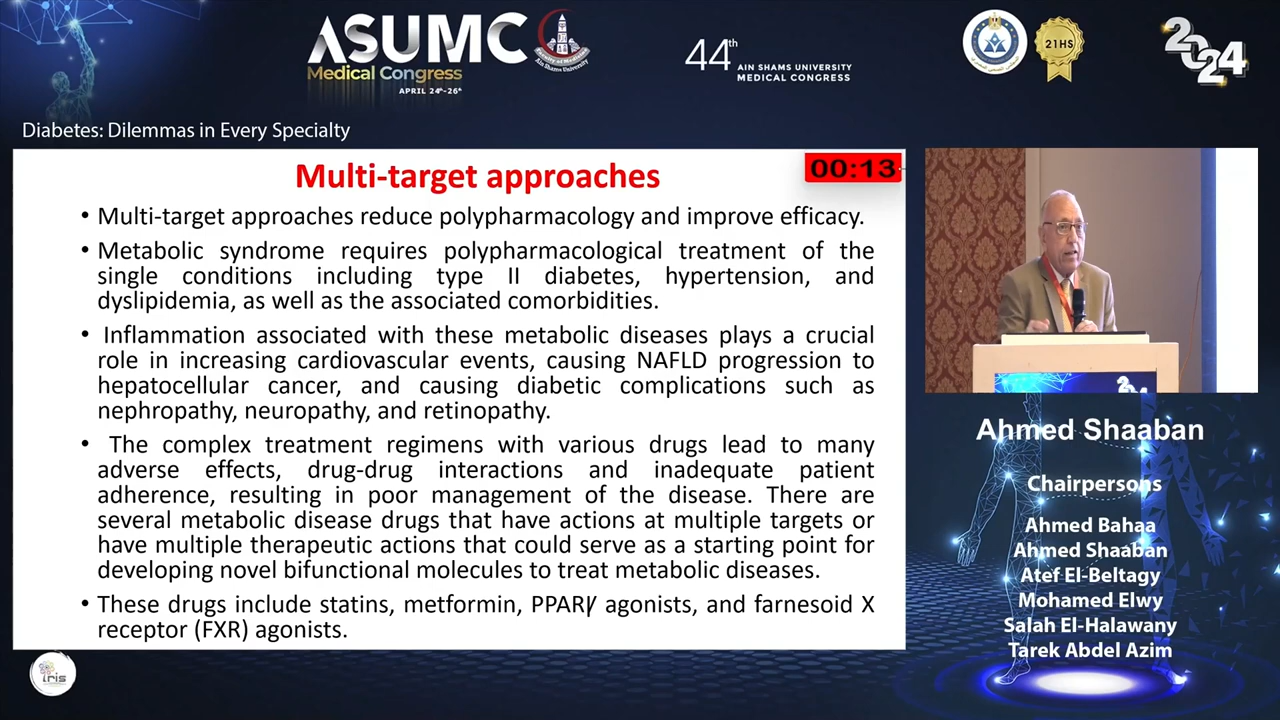 ASUMC
Medical Congress
APRIL 24th-26th
44th AIN SHAMS UNIVERSITY
MEDICAL CONGRESS
21HS
2024
Diabetes: Dilemmas in Every Specialty
Multi-target approaches
00:13
• Multi-target approaches reduce polypharmacology and improve efficacy.
• Metabolic syndrome requires polypharmacological treatment of the
single conditions including type II diabetes, hypertension, and
dyslipidemia, as well as the associated comorbidities.
• Inflammation associated with these metabolic diseases plays a crucial
role in increasing cardiovascular events, causing NAFLD progression to
hepatocellular cancer, and causing diabetic complications such as
nephropathy, neuropathy, and retinopathy.
• The complex treatment regimens with various drugs lead to many
adverse effects, drug-drug interactions and inadequate patient
adherence, resulting in poor management of the disease. There are
several metabolic disease drugs that have actions at multiple targets or
have multiple therapeutic actions that could serve as a starting point for
developing novel bifunctional molecules to treat metabolic diseases.
• These drugs include statins, metformin, agonists, and farnesoid X
receptor (FXR) agonists.
Ahmed Shaaban
Chairpersons
Ahmed Bahaa
Ahmed Shaaban
Atef El-Beltagy
Mohamed Elwy
Salah El-Halawany
Tarek Abdel Azim
iris